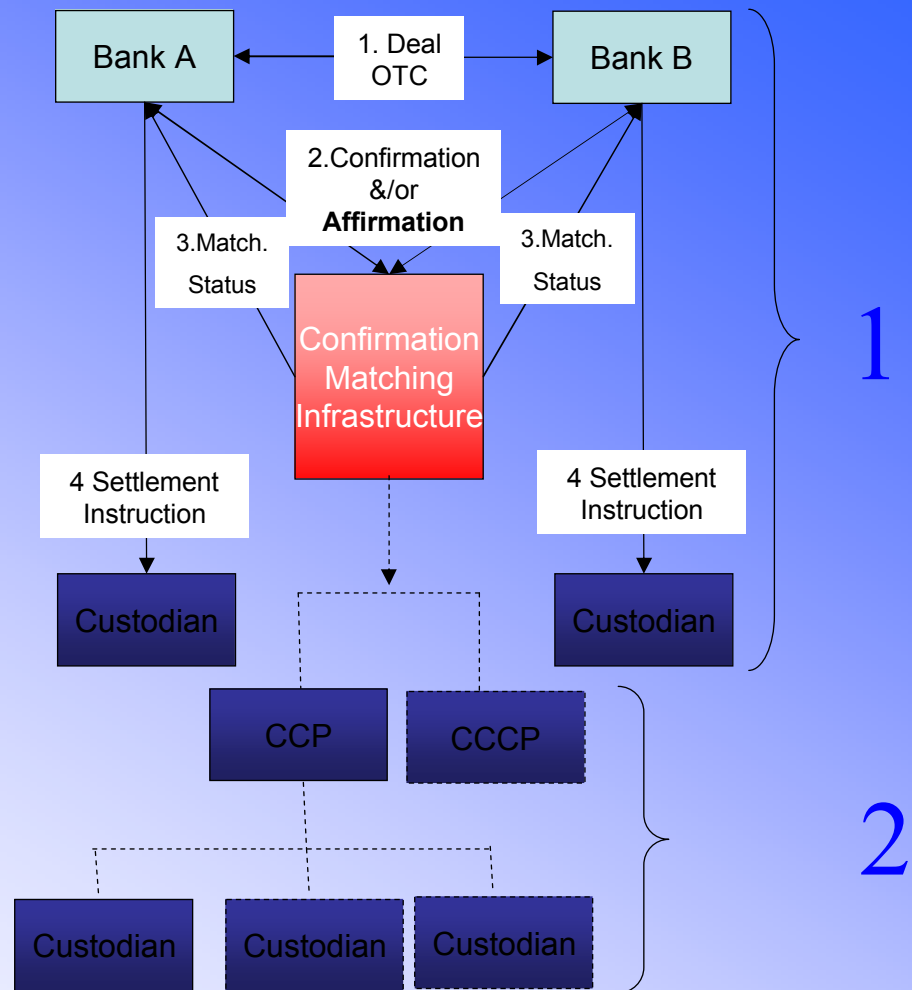 Bank A
1. Deal
OTC
Bank B
2.Confirmation
&/or
Affirmation
3.Match.
Status
3.Match.
Status
Confirmation
Matching
Infrastructure
1
4 Settlement
Instruction
4 Settlement
Instruction
Custodian
Custodian
CCP
CCCP
2
Custodian
Custodian
Custodian